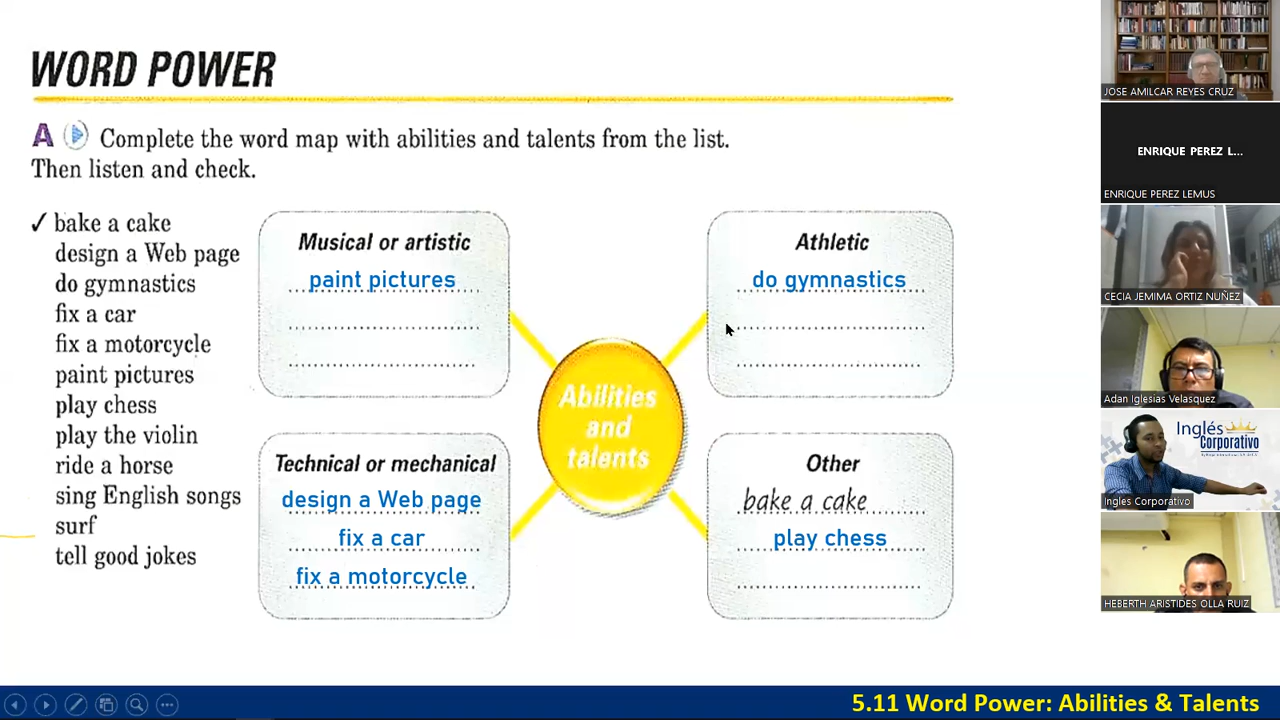 WORD POWER
A Complete the word map with abilities and talents from the list.
Then listen and check.
✓ bake a cake
design a Web page
do gymnastics
fix a car
fix a motorcycle
paint pictures
play chess
play the violin
ride a horse
sing English songs
surf
tell good jokes
Musical or artistic
paint pictures
Athletic
do gymnastics
Abilities
and
talents
Technical or mechanical
design a Web page
fix a car
fix a motorcycle
Other
bake a cake
play chess
5.11 Word Power: Abilities & Talents
JOSE AMILCAR REYES CRUZ
ENRIQUE PEREZ L...
ENRIQUE PEREZ LEMUS
CECIA JEMIMA ORTIZ NUÑEZ
Adan Iglesias Velasquez
Inglés
Corporativo
Ingles Corporativo
HEBERTH ARISTIDES OLLA RUIZ